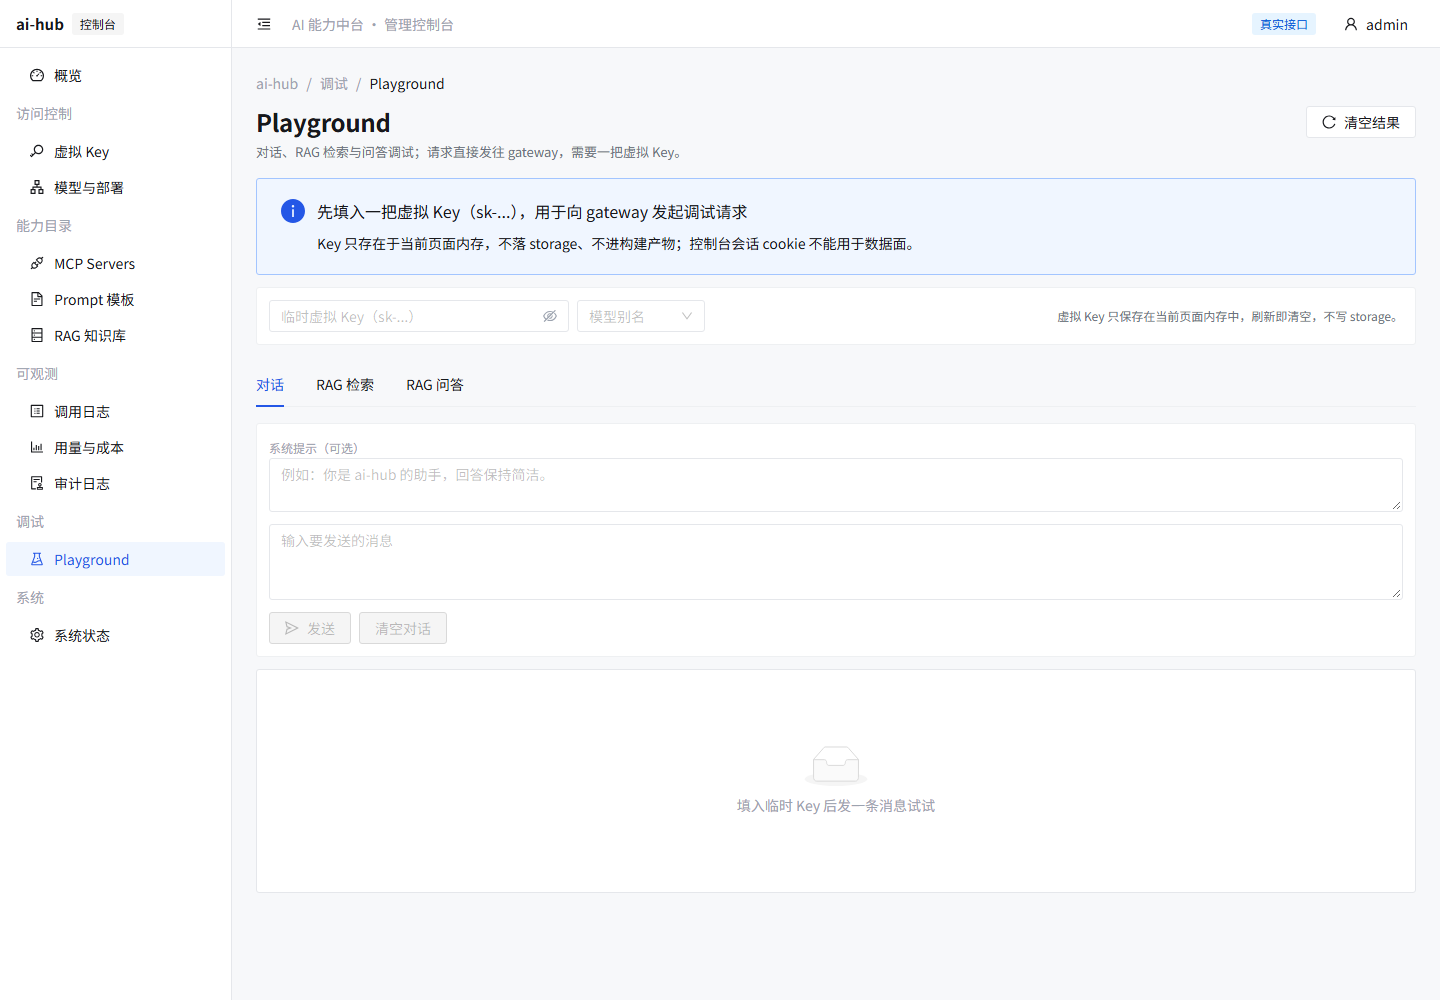 ai-hub 控制台
AI 能力中台 • 管理控制台
真实接口
admin
概览
访问控制
虚拟 Key
模型与部署
能力目录
MCP Servers
Prompt 模板
RAG 知识库
可观测
调用日志
用量与成本
审计日志
调试
Playground
系统
系统状态
ai-hub / 调试 / Playground
Playground
清空结果
对话、RAG 检索与问答调试；请求直接发往 gateway，需要一把虚拟 Key。
先填入一把虚拟 Key（sk-...），用于向 gateway 发起调试请求
Key 只存在于当前页面内存，不落 storage、不进构建产物；控制台会话 cookie 不能用于数据面。
临时虚拟 Key（sk-...）
模型别名
虚拟 Key 只保存在当前页面内存中，刷新即清空，不写 storage。
对话
RAG 检索
RAG 问答
系统提示（可选）
例如：你是 ai-hub 的助手，回答保持简洁。
输入要发送的消息
发送
清空对话
填入临时 Key 后发一条消息试试